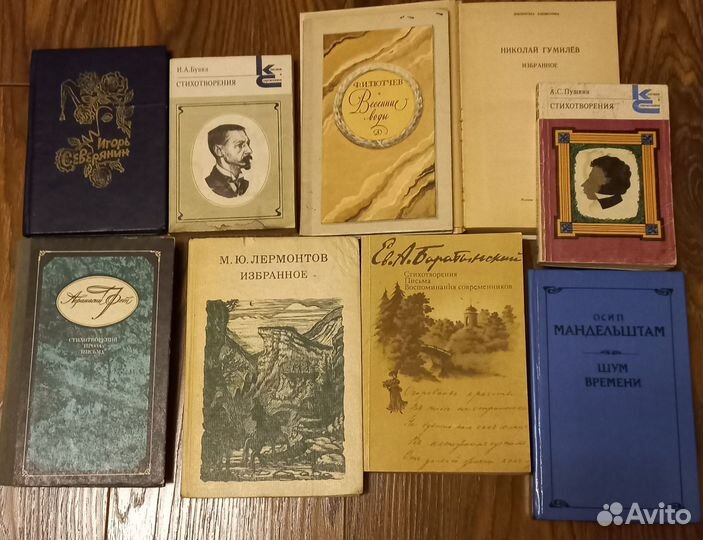 ИГОРЬ
СЕВЕРЯНИН
И.А.Бунин
СТИХОТВОРЕНИЯ
Ф.И.ТЮТЧЕВ
Весенние
воды
НИКОЛАЙ ГУМИЛЁВ
ИЗБРАННОЕ
А.С.Пушкин
СТИХОТВОРЕНИЯ
Афанасий Фет
СТИХОТВОРЕНИЯ
ПРОЗА
ПИСЬМА
М. Ю. ЛЕРМОНТОВ
ИЗБРАННОЕ
Ев. А. Баратынский
Стихотворения
Письма
Воспоминания современников
ОСИП
МАНДЕЛЬШТАМ
ШУМ
ВРЕМЕНИ
Avito